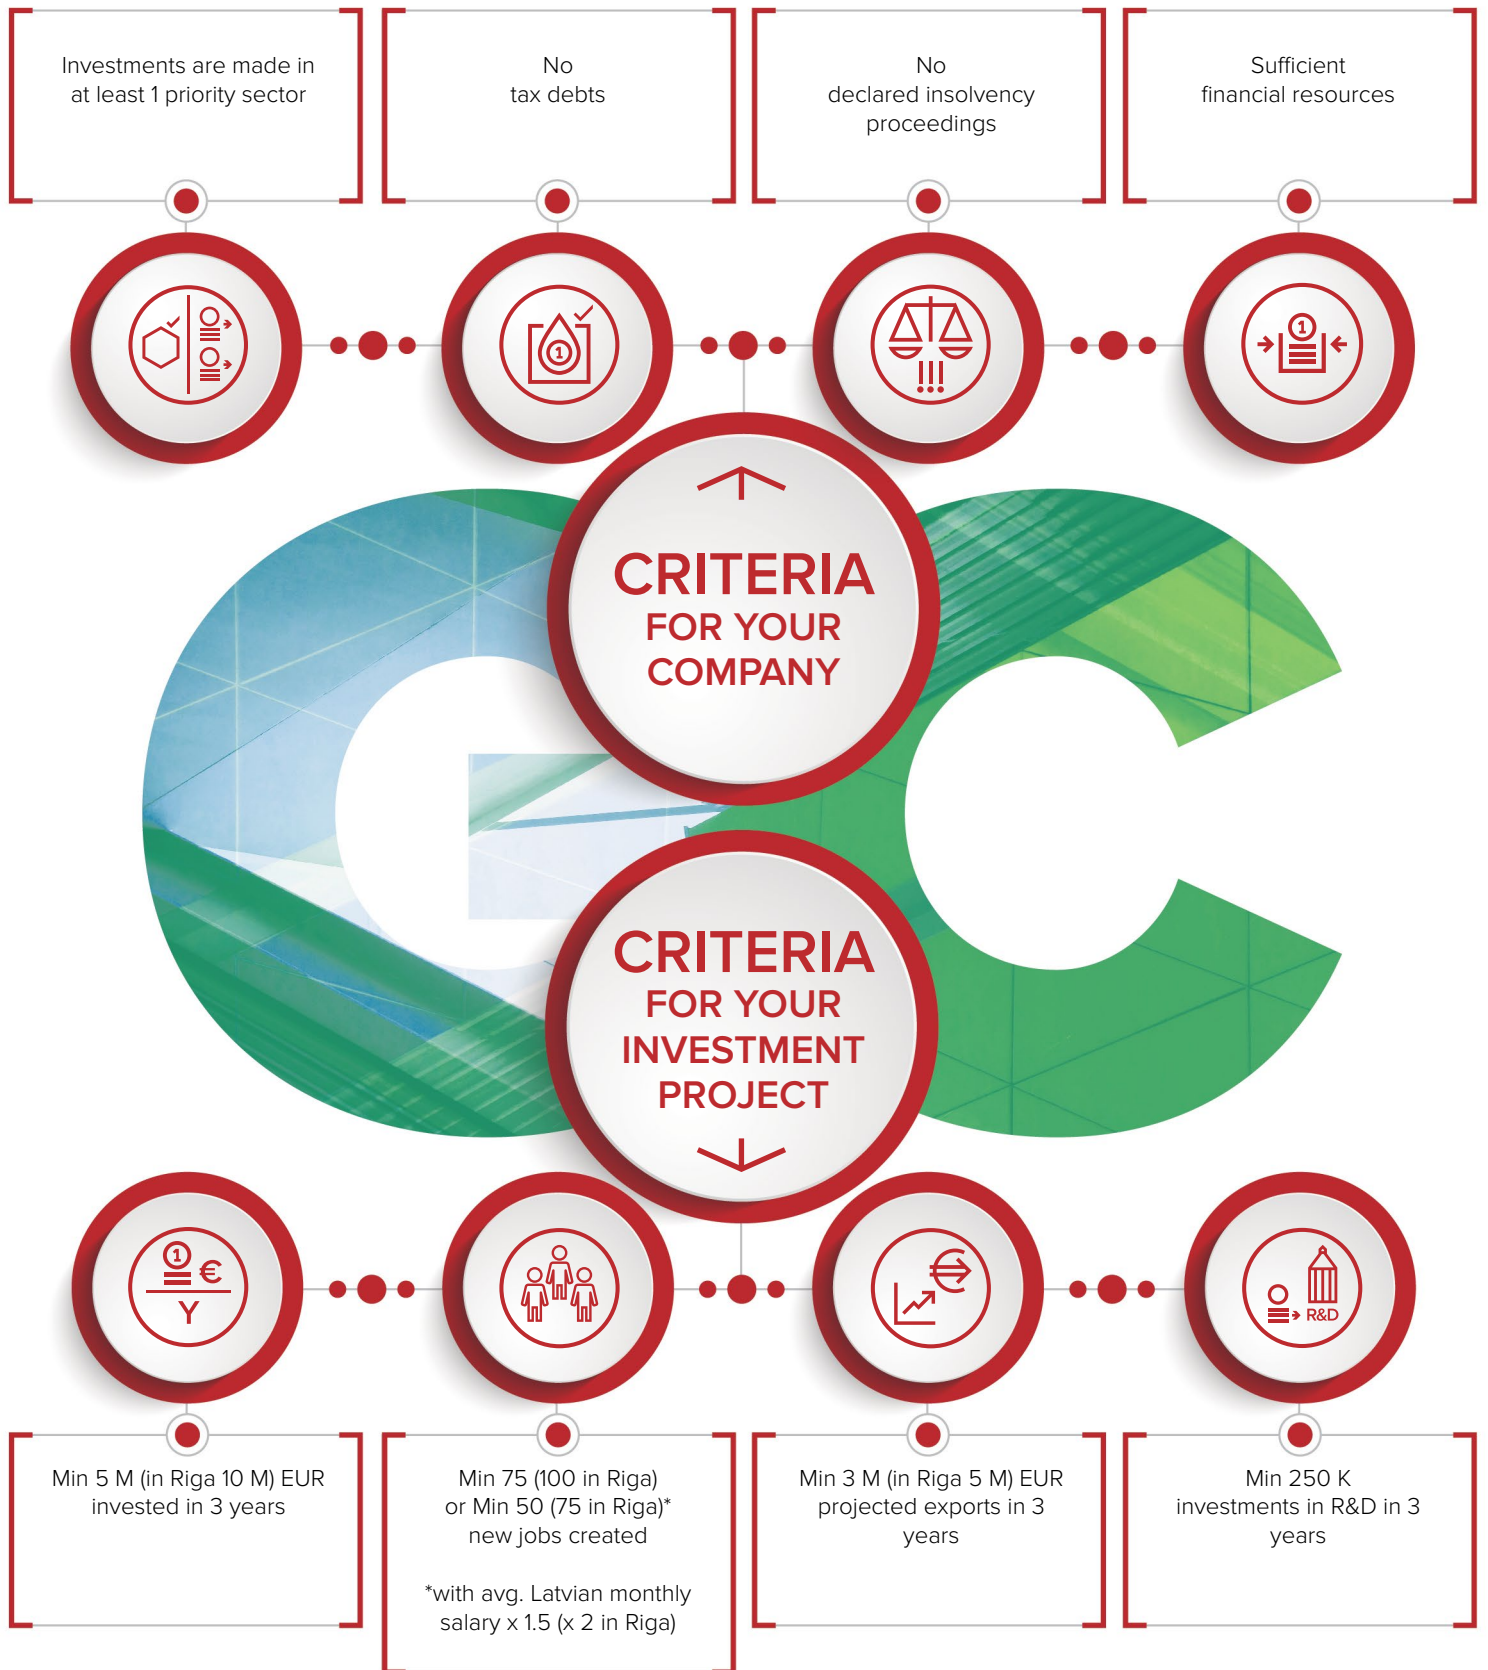 Investments are made in
at least 1 priority sector
No
tax debts
No
declared insolvency
proceedings
Sufficient
financial resources
1
1
GC
CRITERIA
FOR YOUR
COMPANY
CRITERIA
FOR YOUR
INVESTMENT
PROJECT
1 €
Y
€
R&D
Min 5 M (in Riga 10 M) EUR
invested in 3 years
Min 75 (100 in Riga)
or Min 50 (75 in Riga)*
new jobs created
*with avg. Latvian monthly
salary x 1.5 (x 2 in Riga)
Min 3 M (in Riga 5 M) EUR
projected exports in 3
years
Min 250 K
investments in R&D in 3
years